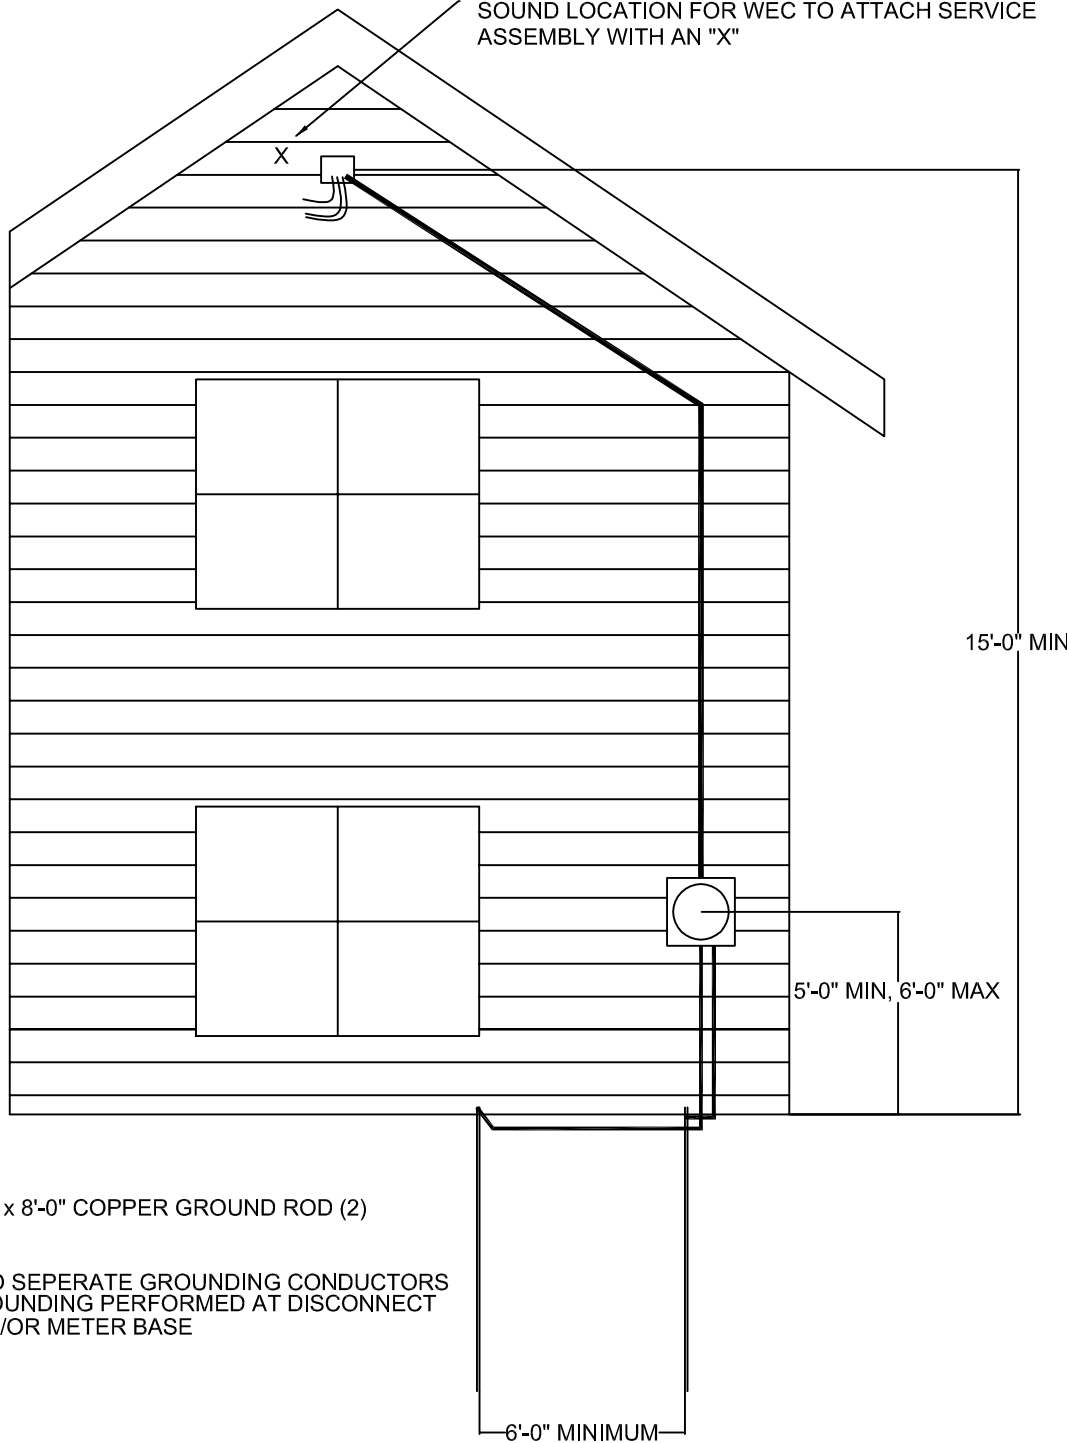 SOUND LOCATION FOR WEC TO ATTACH SERVICE
ASSEMBLY WITH AN "X"
X
15'-0" MIN
5'-0" MIN, 6'-0" MAX
x 8'-0" COPPER GROUND ROD (2)
SEPERATE GROUNDING CONDUCTORS
PERFORMED AT DISCONNECT
/OR METER BASE
6'-0" MINIMUM